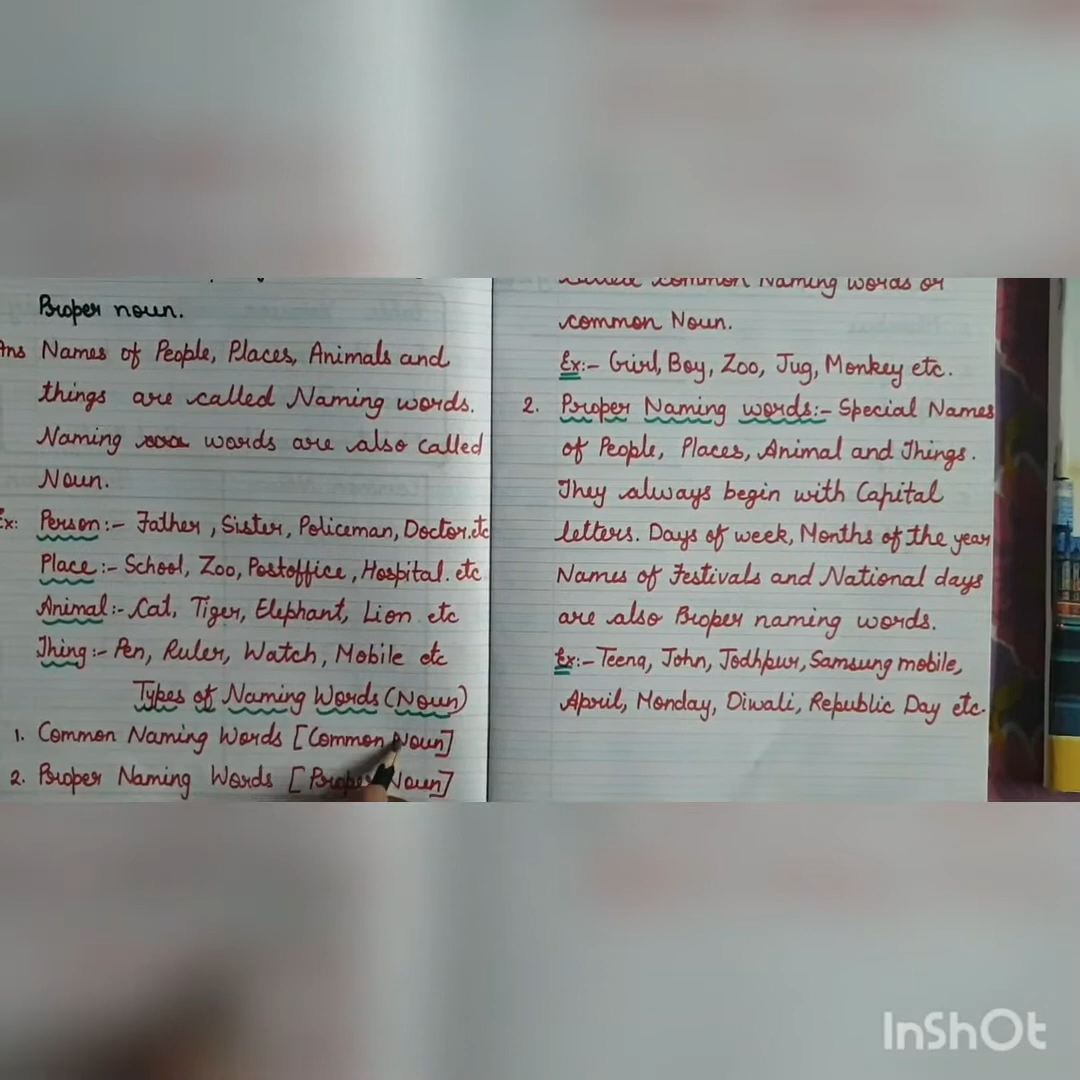 Proper noun.
Ans Names of People, Places, Animals and
things are called Naming words.
Naming words are also called
Noun.
Ex: Person:- Father, Sister, Policeman, Doctor.etc
Place:- School, Zoo, Postoffice, Hospital. etc
Animal:- Cat, Tiger, Elephant, Lion etc
Thing:- Pen, Ruler, Watch, Mobile etc
Types of Naming Words (Noun)
1. Common Naming Words [Common Noun]
2. Proper Naming Words [Proper Noun]
called common Naming words or
common Noun.
Ex:- Girl, Boy, Zoo, Jug, Monkey etc.
2. Proper Naming words:- Special Names
of People, Places, Animal and Things.
They always begin with Capital
letters. Days of week, Months of the year
Names of Festivals and National days
are also Proper naming words.
Ex:- Teena, John, Jodhpur, Samsung mobile,
April, Monday, Diwali, Republic Day etc.
InShOt